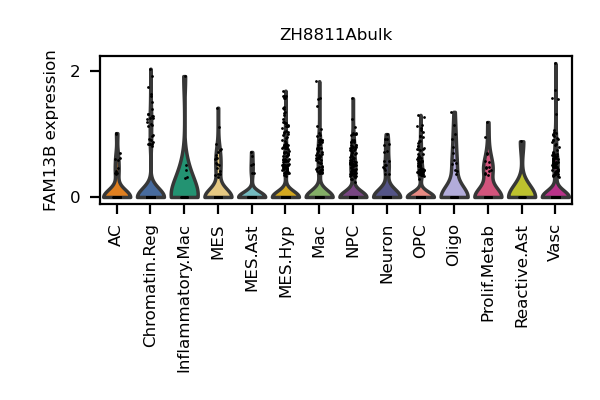 ZH8811Abulk
FAM13B expression
2
0
AC
Chromatin.Reg
Inflammatory.Mac
MES
MES.Ast
MES.Hyp
Mac
NPC
Neuron
OPC
Oligo
Prolif.Metab
Reactive.Ast
Vasc